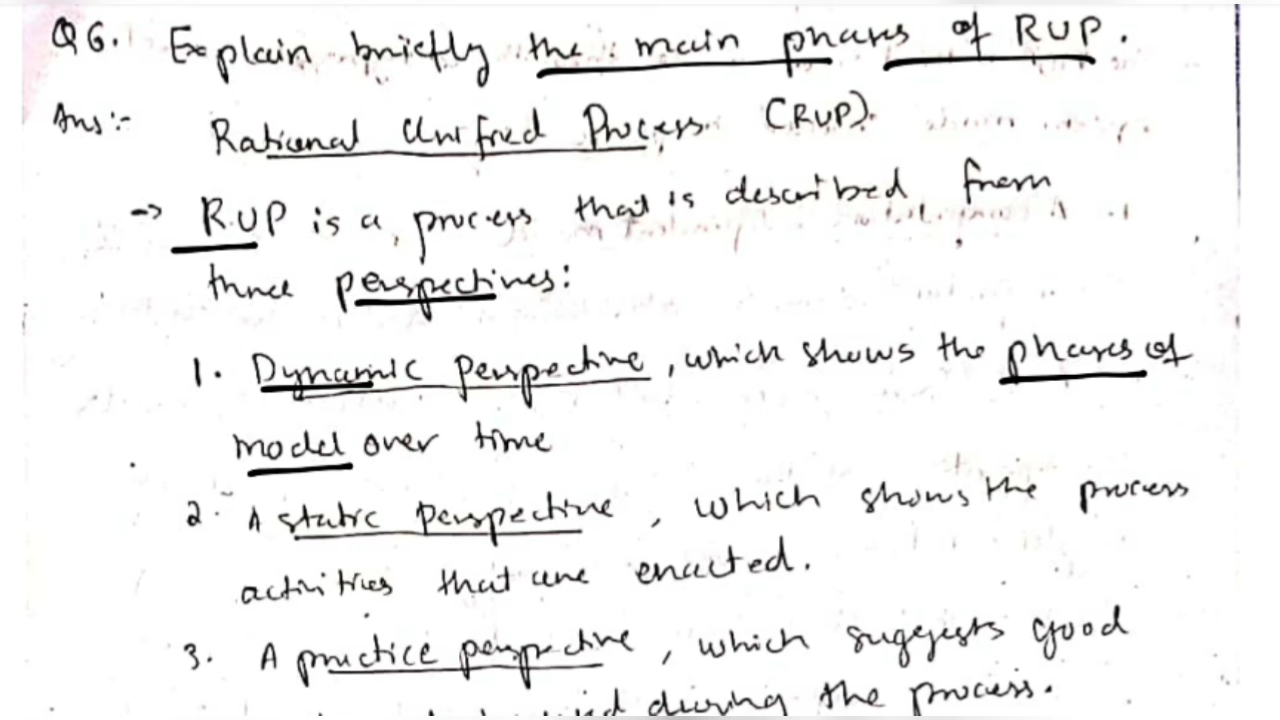 Q6. Explain briefly the main phases of RUP.
Ans:- Rational Unified Process (RUP).
→ RUP is a process that is described from
three perspectives:
1. Dynamic perspective, which shows the phases of
model over time
2. A static perspective, which shows the process
activities that are enacted.
3. A practice perspective, which suggests good
during the process.